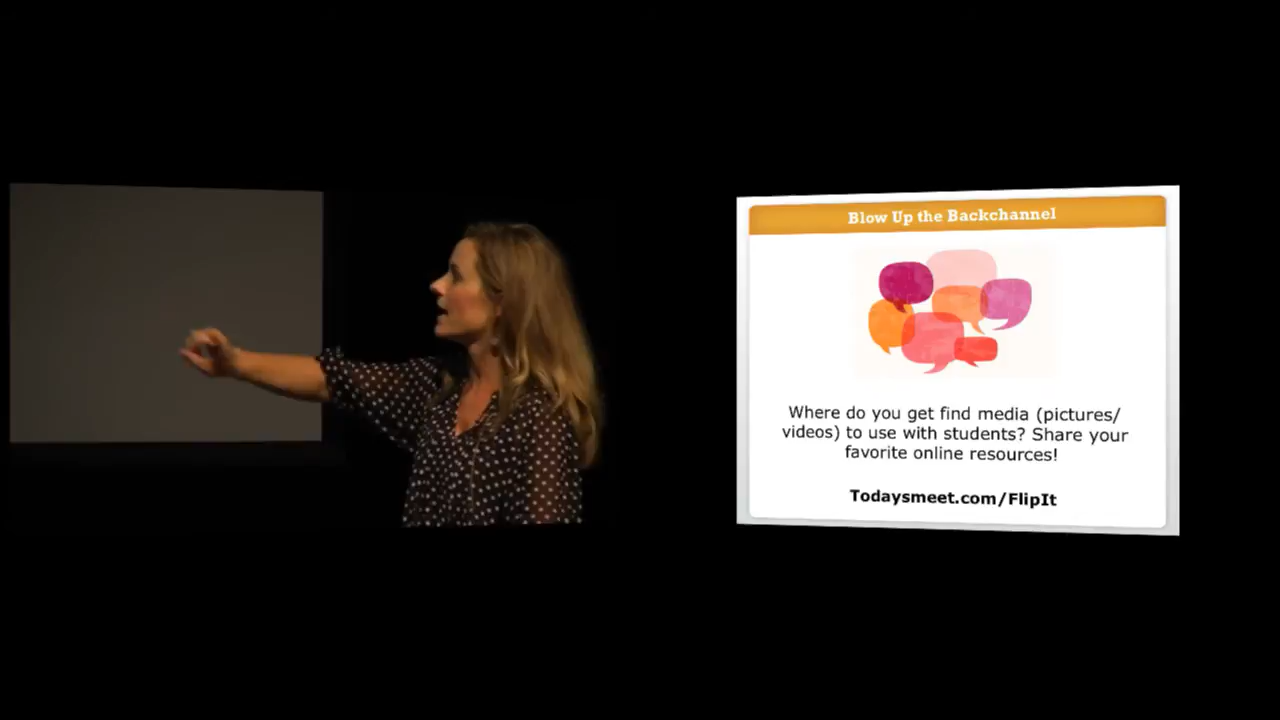 Blow Up the Backchannel
Where do you get find media (pictures/
videos) to use with students? Share your
favorite online resources!
Todaysmeet.com/FlipIt